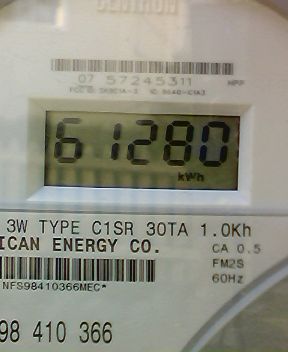 CENTRON
07 57245311
61280
kWh
3W TYPE C1SR 30TA 1.0Kh
ICAN ENERGY CO.
CA 0.5
FM2S
60Hz
NFS98410366MEC*
98 410 366